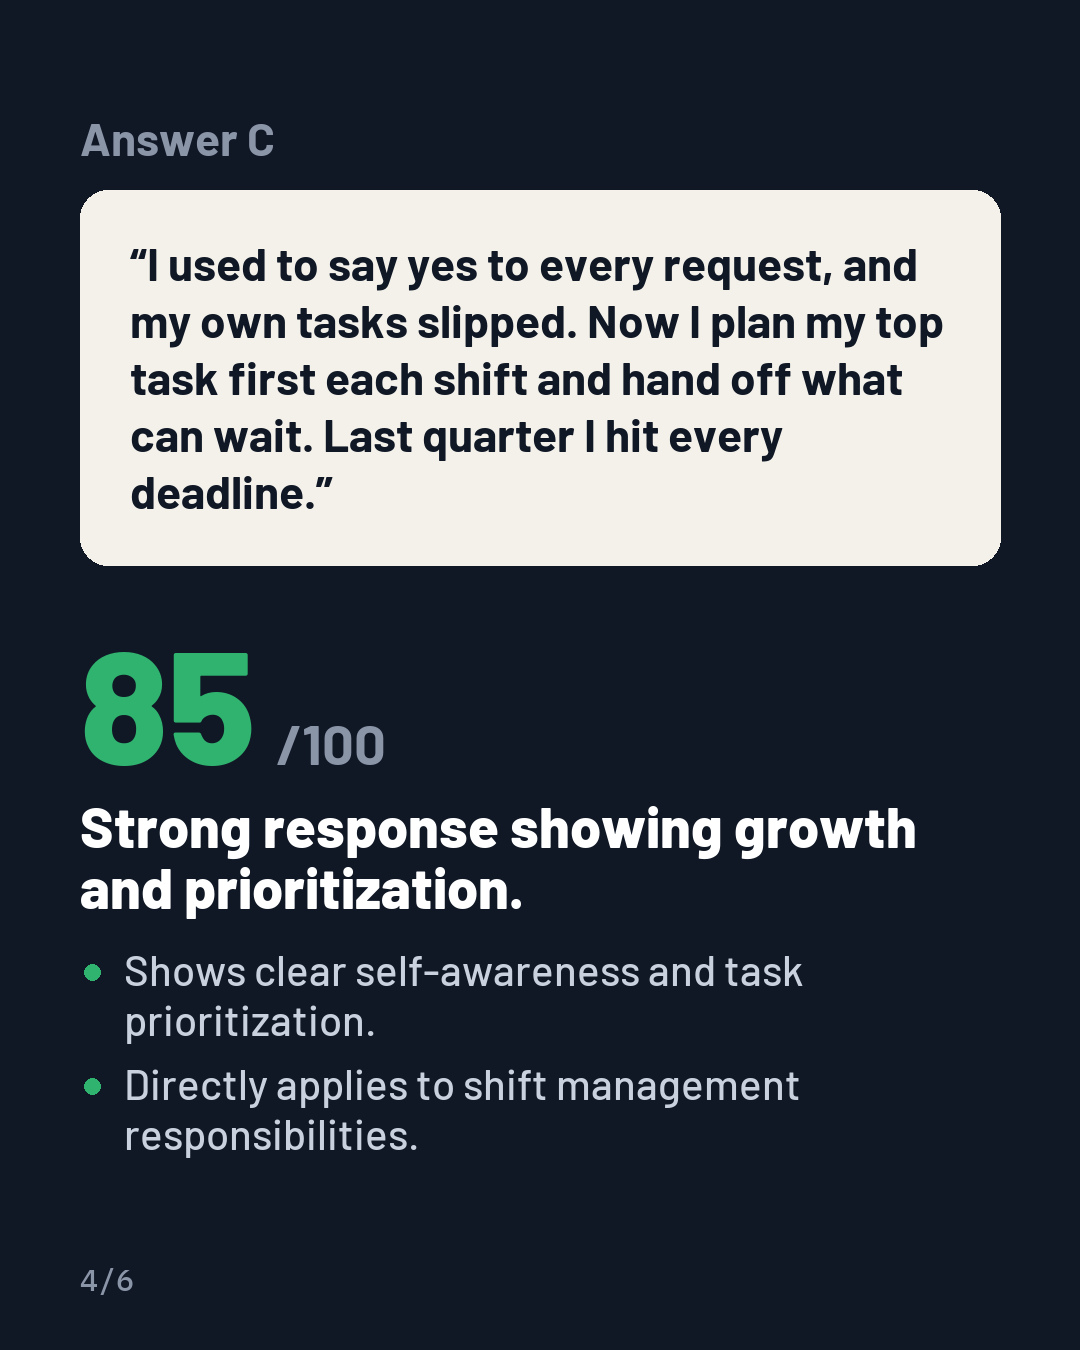 Answer C
“I used to say yes to every request, and
my own tasks slipped. Now I plan my top
task first each shift and hand off what
can wait. Last quarter I hit every
deadline.”
85 /100
Strong response showing growth
and prioritization.
Shows clear self-awareness and task
prioritization.
Directly applies to shift management
responsibilities.
4/6